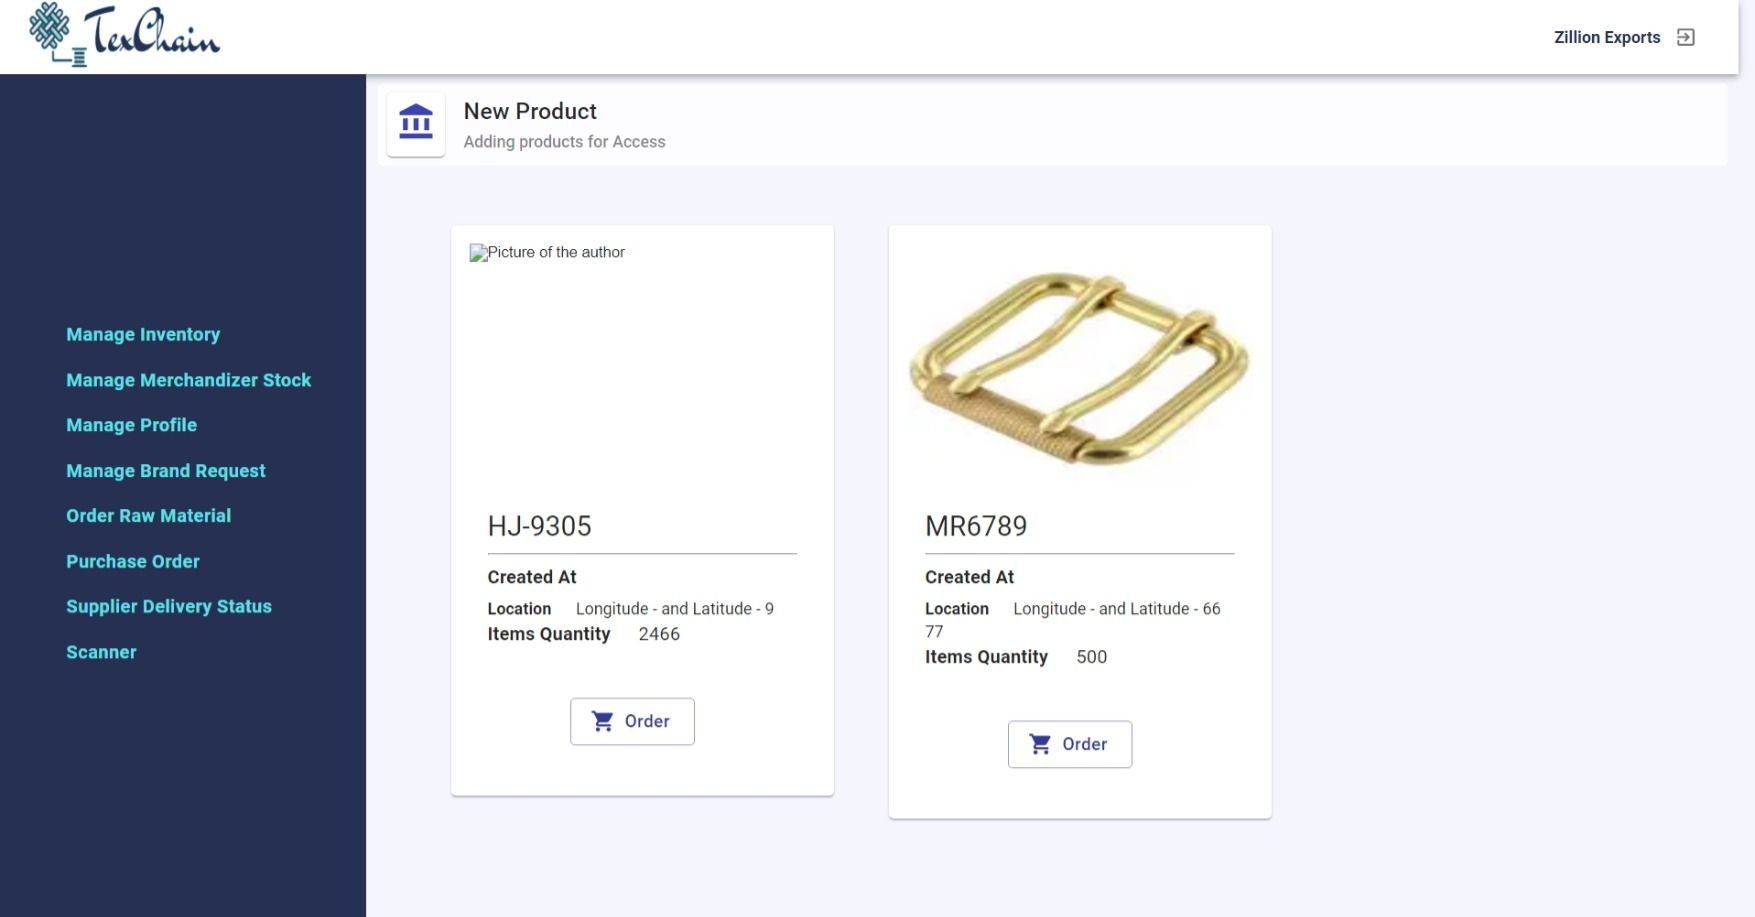 TexChain
Zillion Exports
New Product
Adding products for Access
Manage Inventory
Manage Merchandizer Stock
Manage Profile
Manage Brand Request
Order Raw Material
Purchase Order
Supplier Delivery Status
Scanner
Picture of the author
HJ-9305
Created At
Location Longitude - and Latitude - 9
Items Quantity 2466
Order
MR6789
Created At
Location Longitude - and Latitude - 66
77
Items Quantity 500
Order